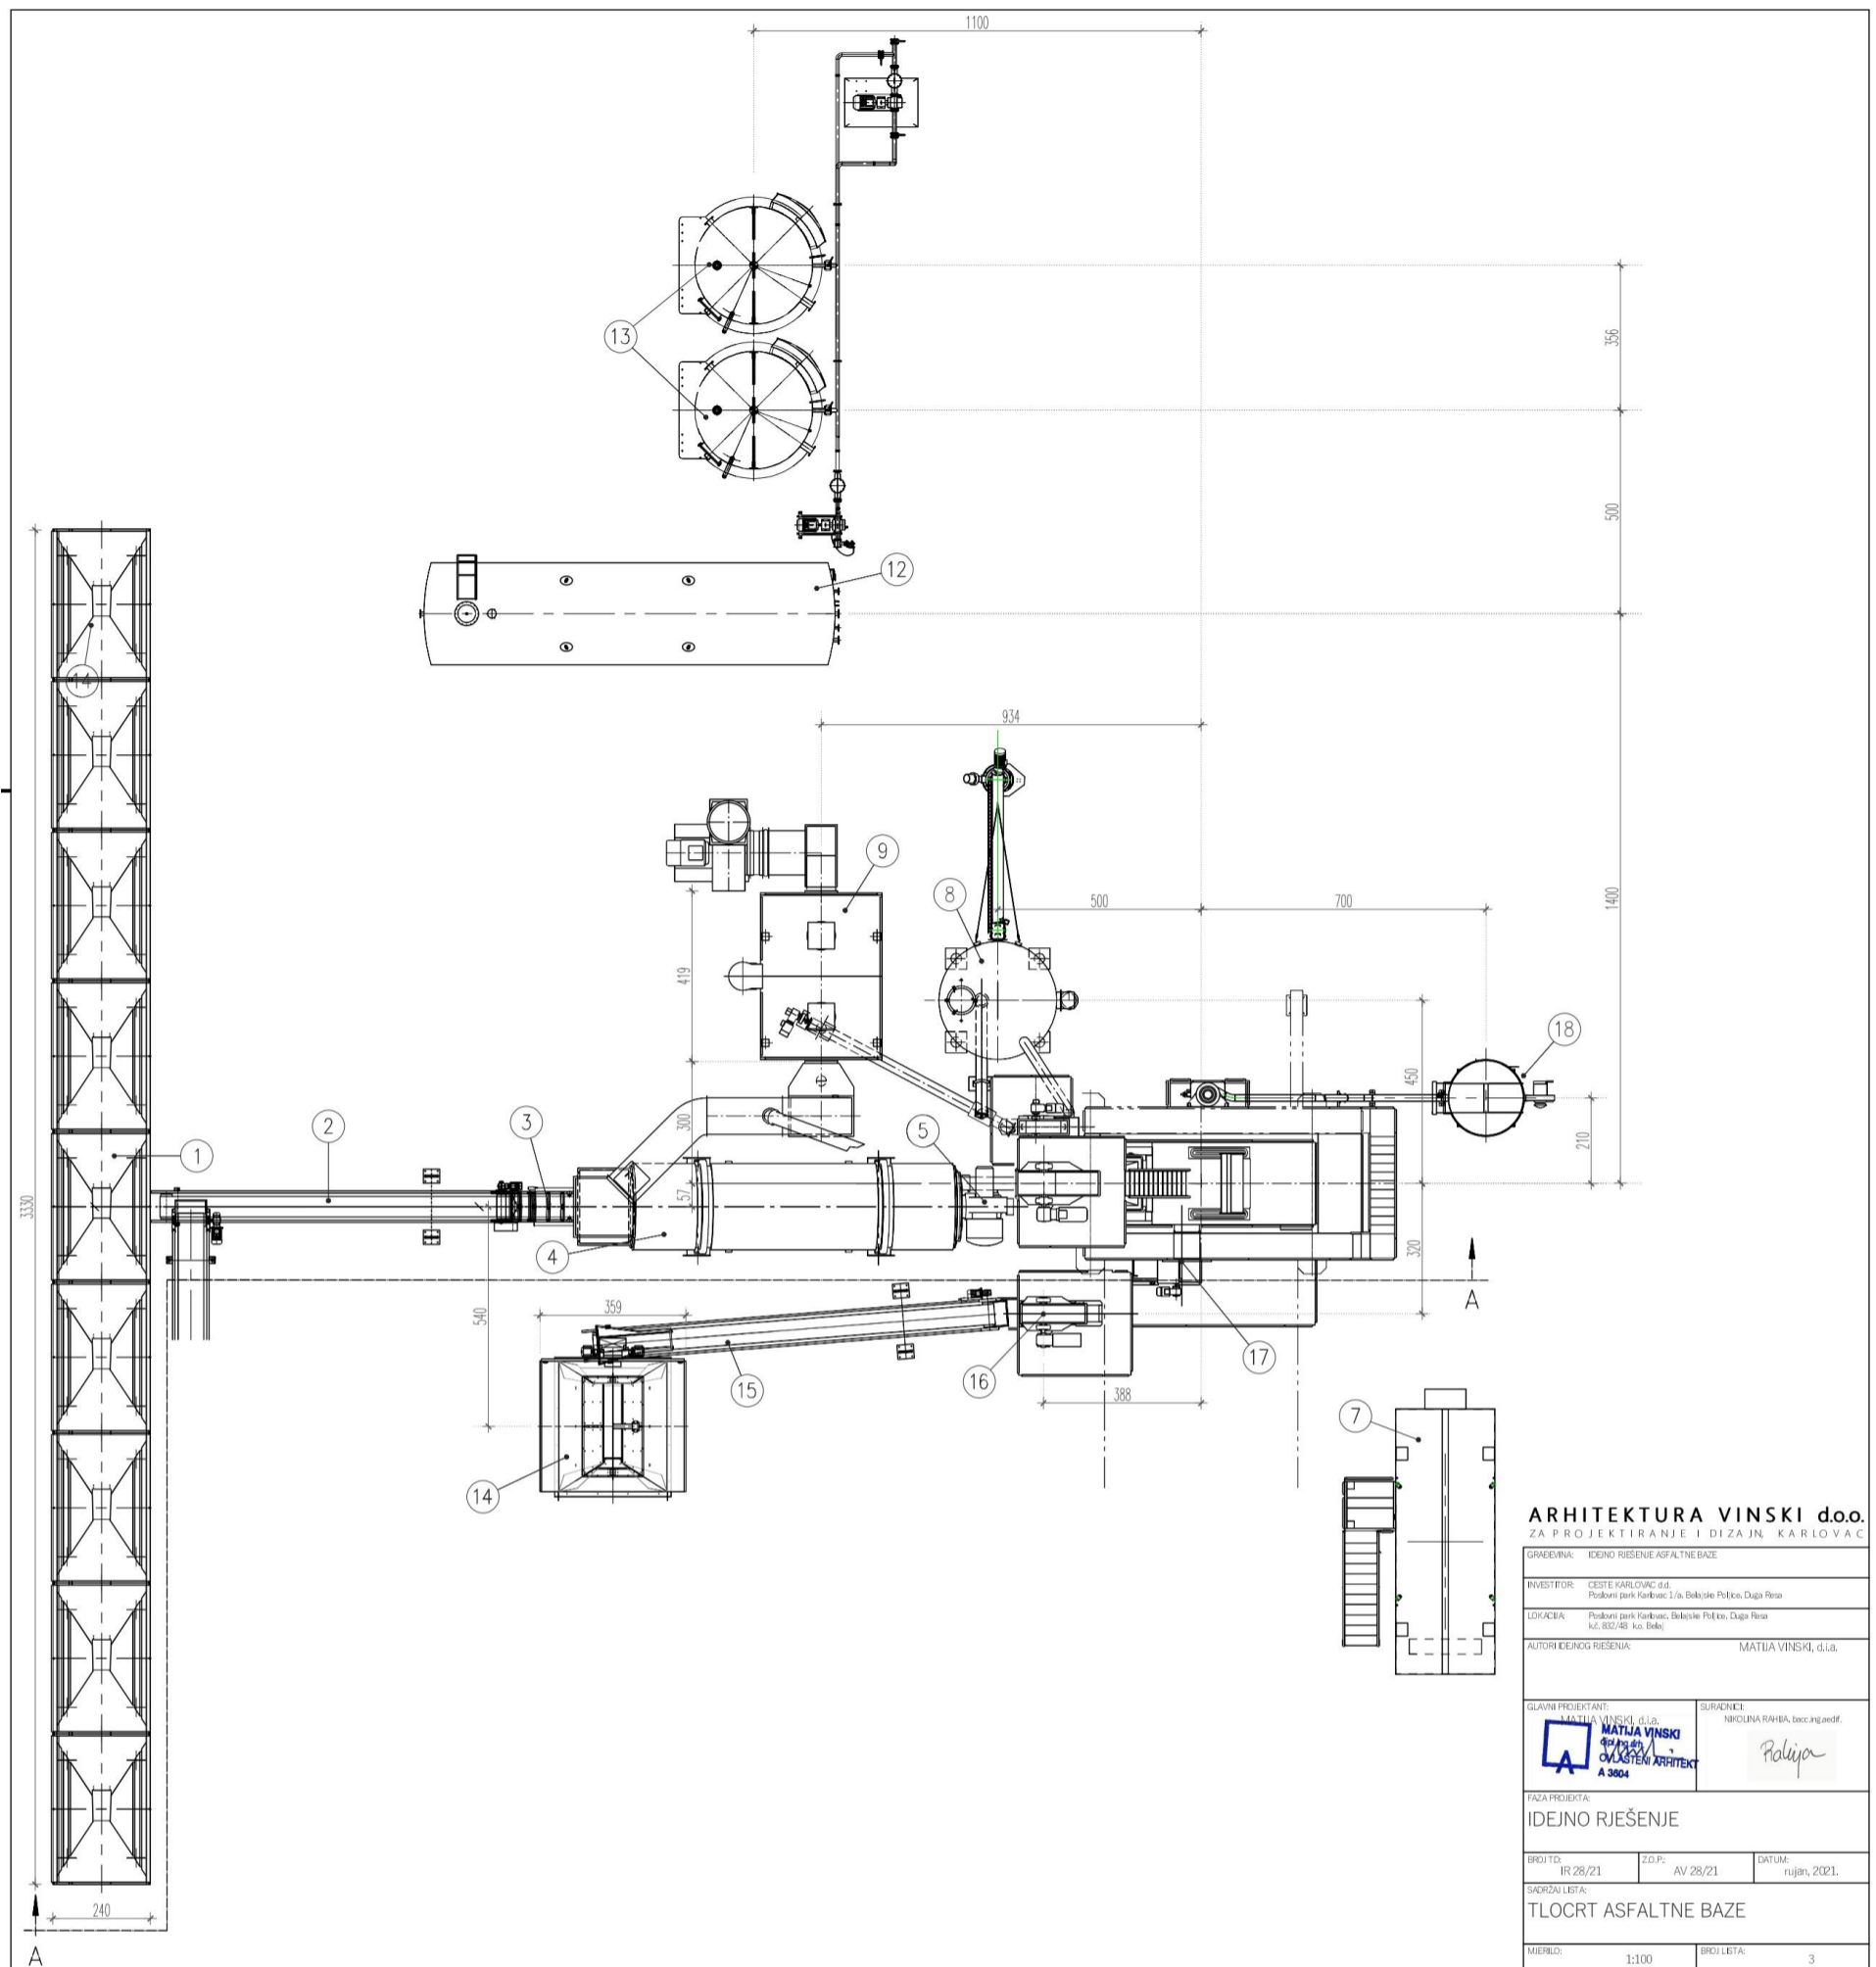 1100
356
13
500
12
14
934
9
8
500
700
1400
419
18
450
3
5
2
1
300
210
57
3330
4
320
A
359
540
17
15
16
388
7
14
240
A
ARHITEKTURA VINSKI d.o.o.
ZA PROJEKTIRANJE I DIZAJN, KARLOVAC
GRAĐEVINA: IDEJNO RJEŠENJE ASFALTNE BAZE
INVESTITOR: CESTE KARLOVAC d.d.
Poslovni park Karlovac 1/a, Belajske Poljice, Duga Resa
LOKACIJA: Poslovni park Karlovac, Belajske Poljice, Duga Resa
k.č. 832/48 k.o. Belaj
AUTORI IDEJNOG RJEŠENJA: MATIJA VINSKI, d.i.a.
GLAVNI PROJEKTANT: SURADNICI:
MATIJA VINSKI, d.i.a. NIKOLINA RAHIJA, bacc.ing.aedif.
MATIJA VINSKI
dipl.ing.arh.
OVLAŠTENI ARHITEKT
A 3604
Rahija
FAZA PROJEKTA:
IDEJNO RJEŠENJE
BROJ TD: Z.O.P.: DATUM:
IR 28/21 AV 28/21 rujan, 2021.
SADRŽAJ LISTA:
TLOCRT ASFALTNE BAZE
MJERILO: 1:100 BROJ LISTA: 3